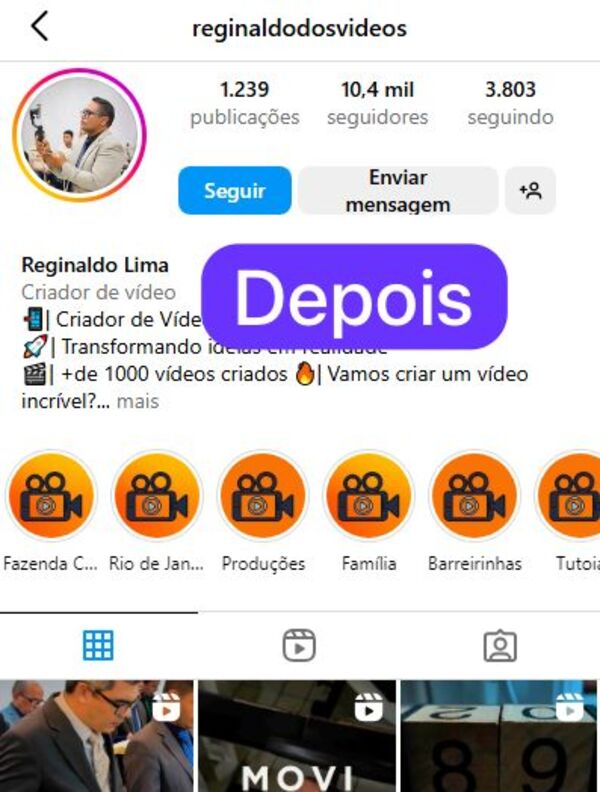 reginaldodosvideos
1.239 10,4 mil 3.803
publicações seguidores seguindo
Seguir
Enviar
mensagem
Reginaldo Lima
Criador de vídeo
Depois
| Criador de Víde
| Transformando ideias em realidade
| +de 1000 vídeos criados | Vamos criar um vídeo
incrível?... mais
Fazenda C... Rio de Jan... Produções Família Barreirinhas Tutoia
MOVI
89